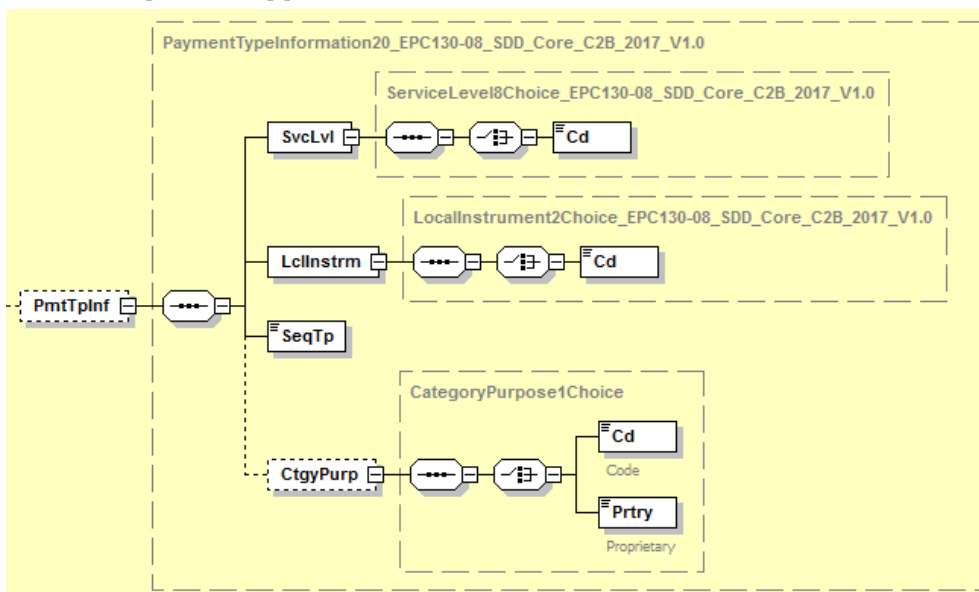 PaymentTypeInformation20_EPC130-08_SDD_Core_C2B_2017_V1.0
ServiceLevel8Choice_EPC130-08_SDD_Core_C2B_2017_V1.0
SvcLvl
Cd
LocalInstrument2Choice_EPC130-08_SDD_Core_C2B_2017_V1.0
LclInstrm
Cd
PmtTpInf
SeqTp
CategoryPurpose1Choice
Cd
Code
CtgyPurp
Prtry
Proprietary